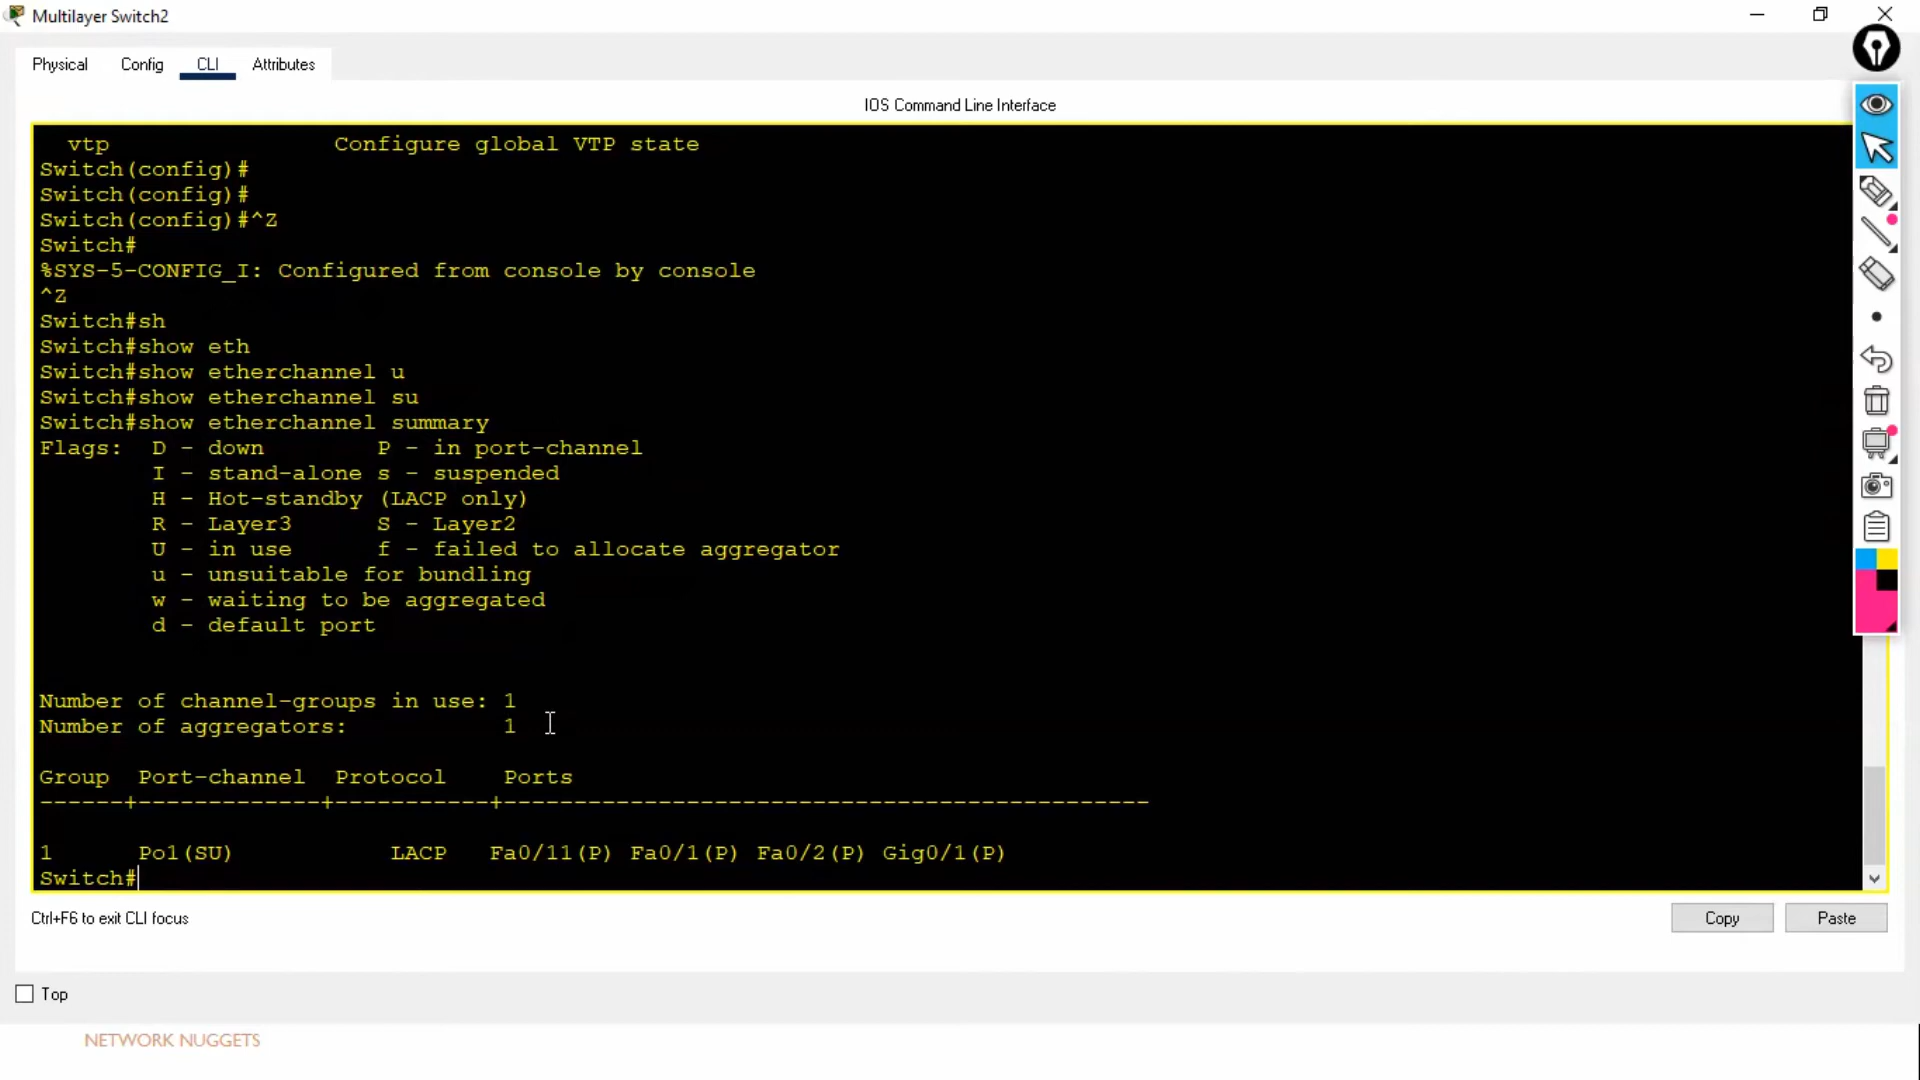 Multilayer Switch2
Physical Config CLI Attributes
IOS Command Line Interface
vtp Configure global VTP state
Switch(config)#
Switch(config)#
Switch(config)#^Z
Switch#
%SYS-5-CONFIG_I: Configured from console by console
^Z
Switch#sh
Switch#show eth
Switch#show etherchannel u
Switch#show etherchannel su
Switch#show etherchannel summary
Flags: D - down P - in port-channel
I - stand-alone s - suspended
H - Hot-standby (LACP only)
R - Layer3 S - Layer2
U - in use f - failed to allocate aggregator
u - unsuitable for bundling
w - waiting to be aggregated
d - default port
Number of channel-groups in use: 1
Number of aggregators: 1
Group Port-channel Protocol Ports
------+-------------+-----------+----------------------------------------------
1 Po1(SU) LACP Fa0/11(P) Fa0/1(P) Fa0/2(P) Gig0/1(P)
Switch#
Ctrl+F6 to exit CLI focus
Copy Paste
Top
NETWORK NUGGETS